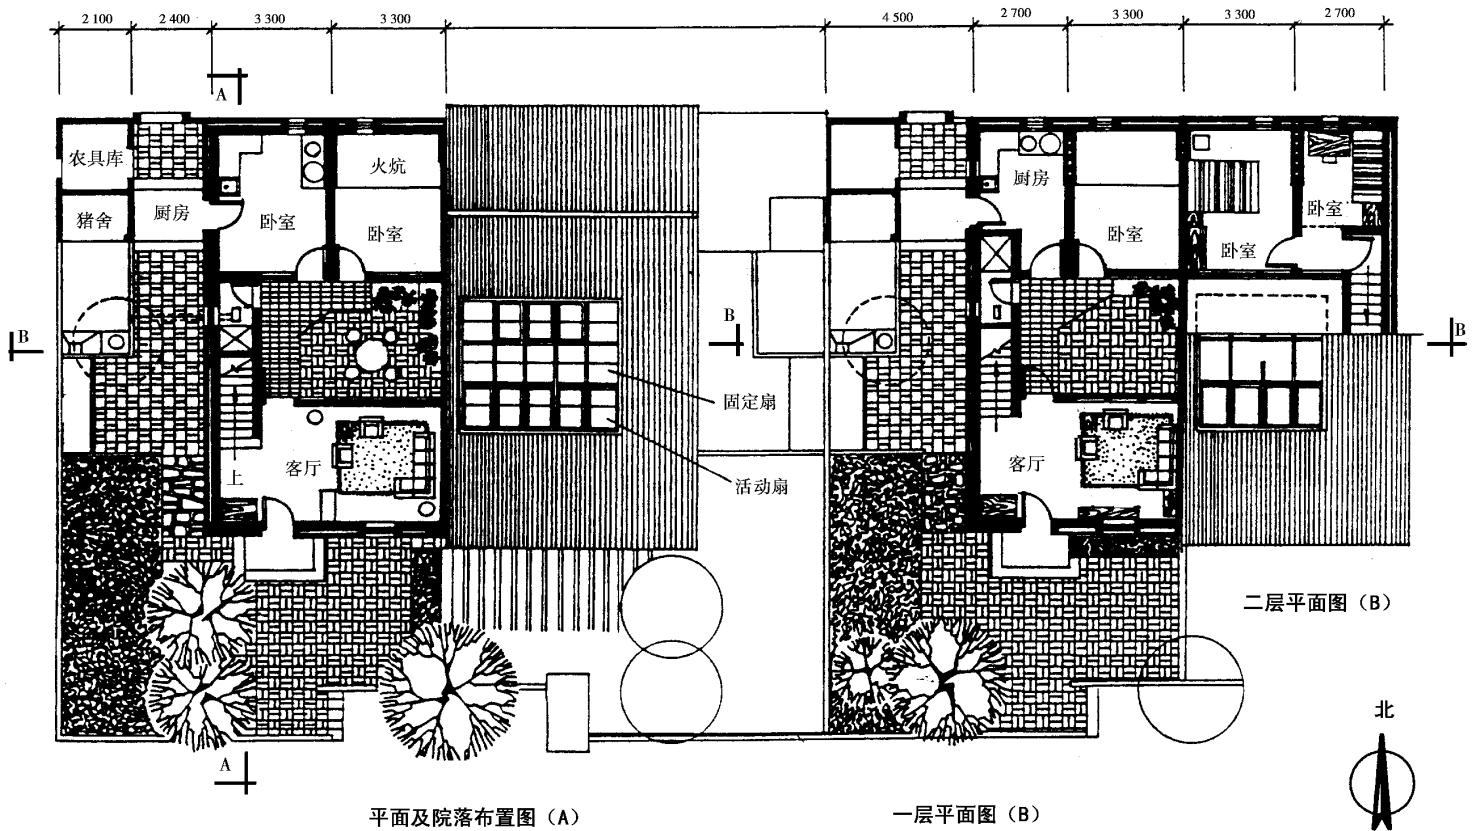 2 100 2 400 3 300 3 300 4 500 2 700 3 300 3 300 2 700
A
农具库
火炕
厨房
猪舍
厨房
卧室
卧室
卧室
卧室
卧室
B
B
B
固定扇
客厅
上
活动扇
客厅
二层平面图（B）
北
A
平面及院落布置图（A）
一层平面图（B）